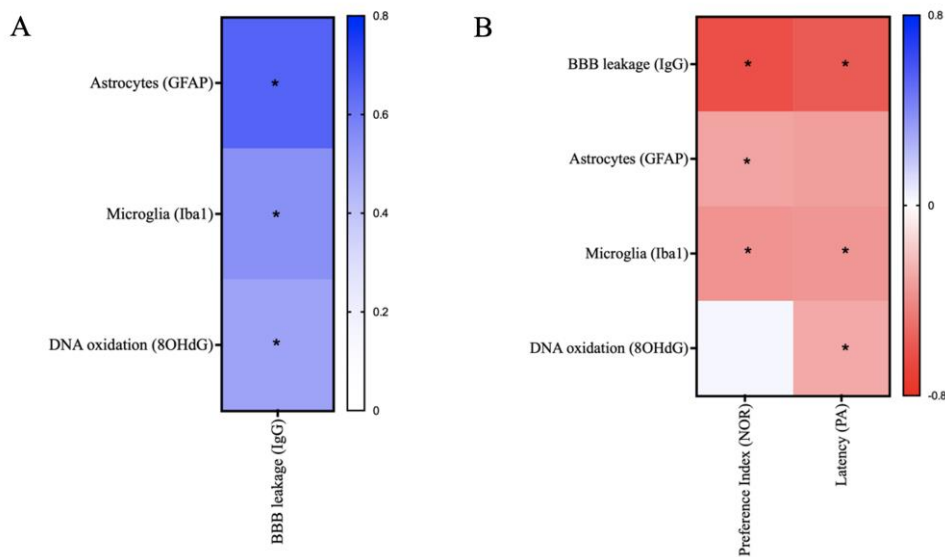 A
Astrocytes (GFAP)
*
Microglia (Iba1)
*
DNA oxidation (8OHdG)
*
BBB leakage (IgG)
0.8
0.6
0.4
0.2
0
B
BBB leakage (IgG)
* *
Astrocytes (GFAP)
*
Microglia (Iba1)
* *
DNA oxidation (8OHdG)
*
Preference Index (NOR)
Latency (PA)
0.8
0
-0.8